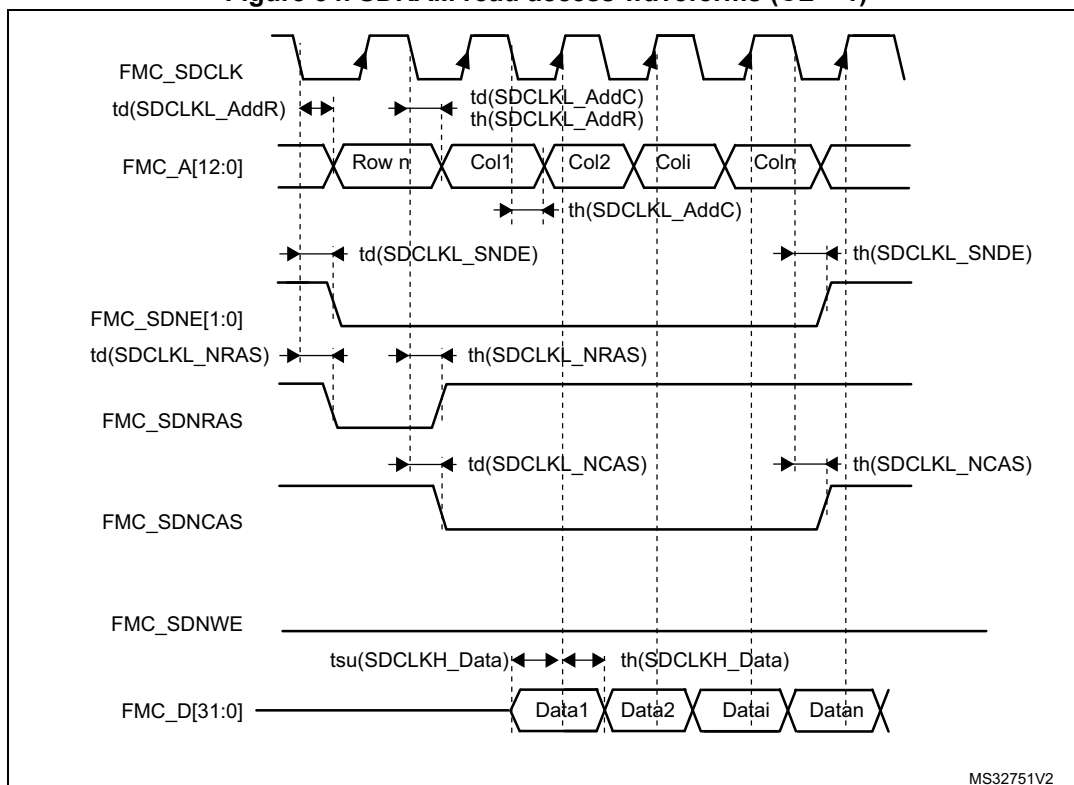 FMC_SDCLK
td(SDCLKL_AddR)
td(SDCLKL_AddC)
th(SDCLKL_AddR)
FMC_A[12:0]
Row n
Col1
Col2
Coli
Coln
th(SDCLKL_AddC)
td(SDCLKL_SNDE)
th(SDCLKL_SNDE)
FMC_SDNE[1:0]
td(SDCLKL_NRAS)
th(SDCLKL_NRAS)
FMC_SDNRAS
td(SDCLKL_NCAS)
th(SDCLKL_NCAS)
FMC_SDNCAS
FMC_SDNWE
tsu(SDCLKH_Data)
th(SDCLKH_Data)
FMC_D[31:0]
Data1
Data2
Datai
Datan
MS32751V2